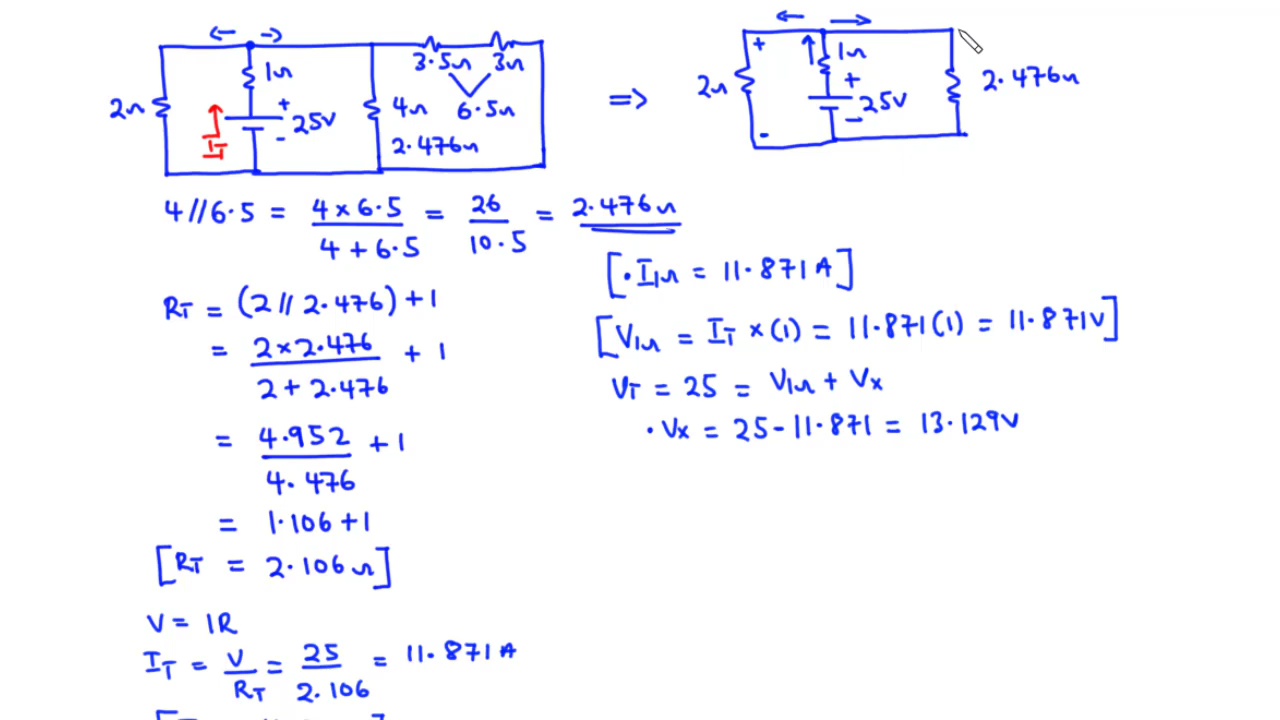 2Ω
1Ω
+
25V
-
I_T
3.5Ω 3Ω
4Ω 6.5Ω
2.476Ω
=>
+
2Ω
-
1Ω
+
25V
-
2.476Ω
4//6.5 = 4 x 6.5 / 4 + 6.5 = 26 / 10.5 = 2.476Ω
R_T = (2 // 2.476) + 1
= 2 x 2.476 / 2 + 2.476 + 1
= 4.952 / 4.476 + 1
= 1.106 + 1
[R_T = 2.106Ω]
V = IR
I_T = V / R_T = 25 / 2.106 = 11.871A
[.I_1Ω = 11.871A]
[V_1Ω = I_T x (1) = 11.871(1) = 11.871V]
V_T = 25 = V_1Ω + V_x
. V_x = 25 - 11.871 = 13.129V